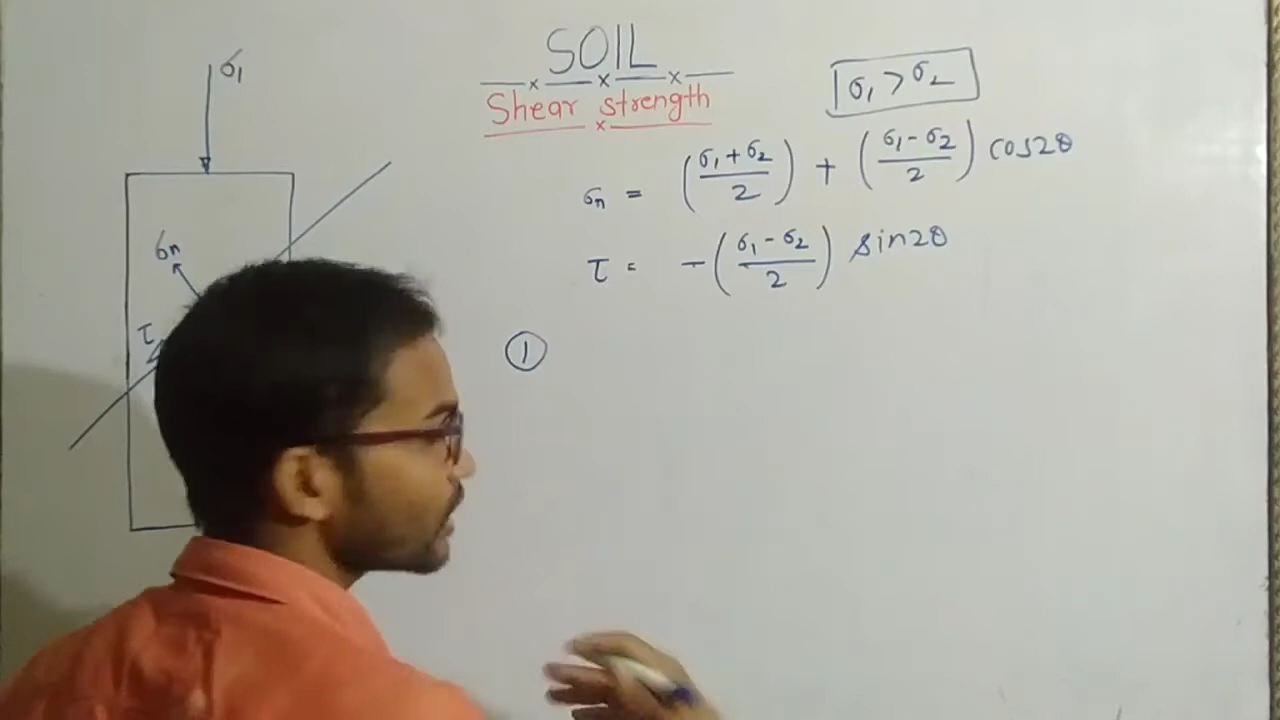 SOIL
Shear strength
σ₁ > σ₂
σₙ = (σ₁ + σ₂ / 2) + (σ₁ - σ₂ / 2) cos2θ
τ = -(σ₁ - σ₂ / 2) sin2θ
①
σ₁
σₙ
τ